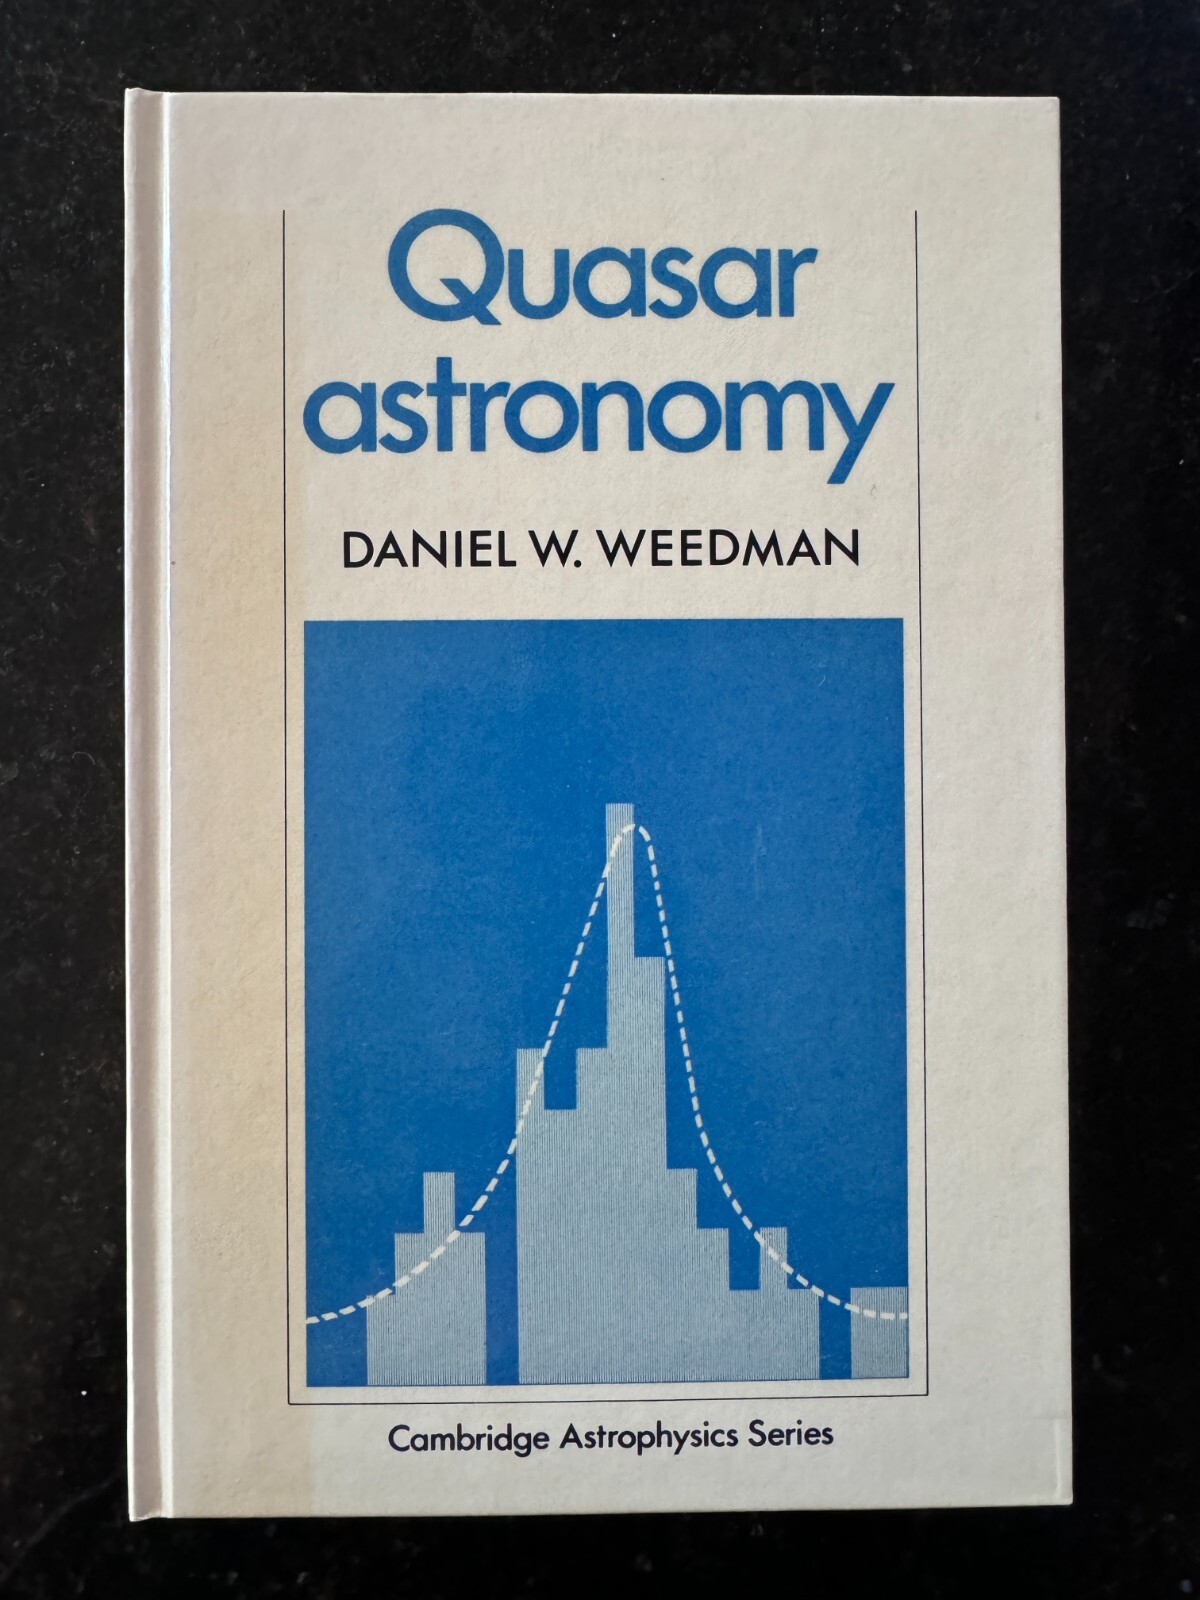 Quasar
astronomy
DANIEL W. WEEDMAN
Cambridge Astrophysics Series